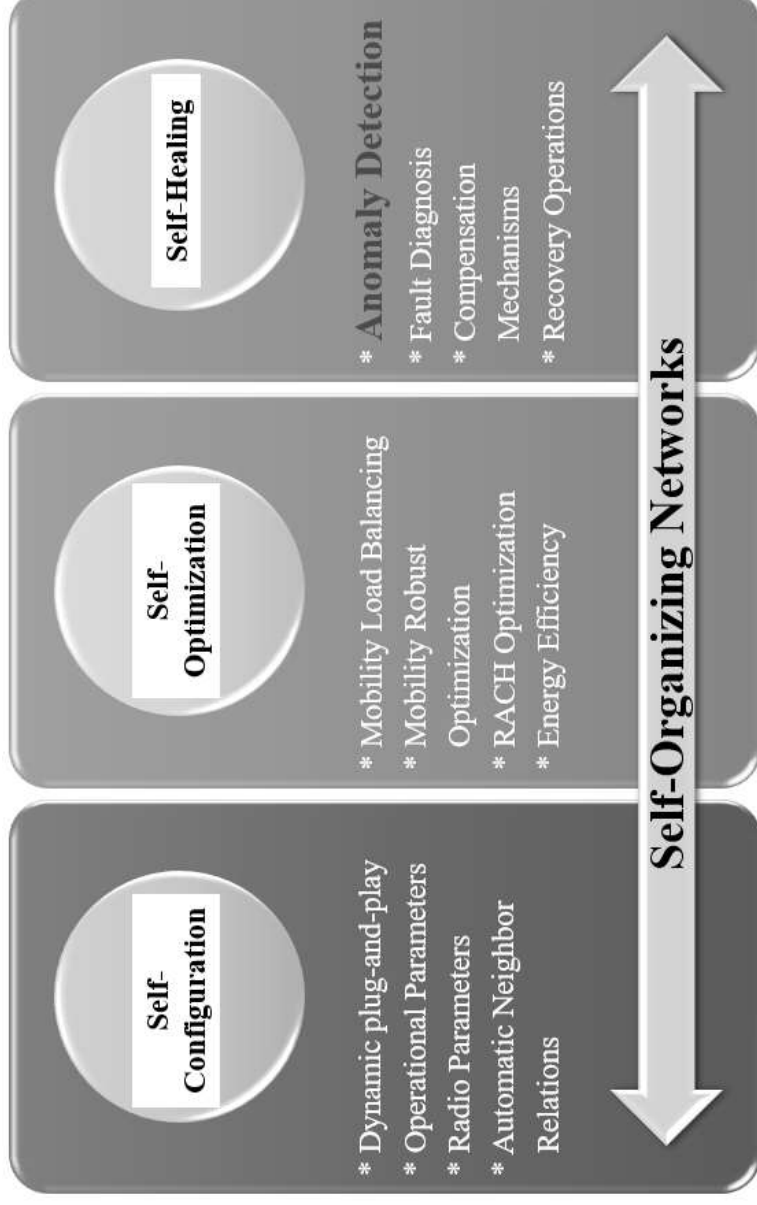 Self-
Configuration
* Dynamic plug-and-play
* Operational Parameters
* Radio Parameters
* Automatic Neighbor
Relations
Self-
Optimization
* Mobility Load Balancing
* Mobility Robust
Optimization
* RACH Optimization
* Energy Efficiency
Self-Healing
* Anomaly Detection
* Fault Diagnosis
* Compensation
Mechanisms
* Recovery Operations
Self-Organizing Networks